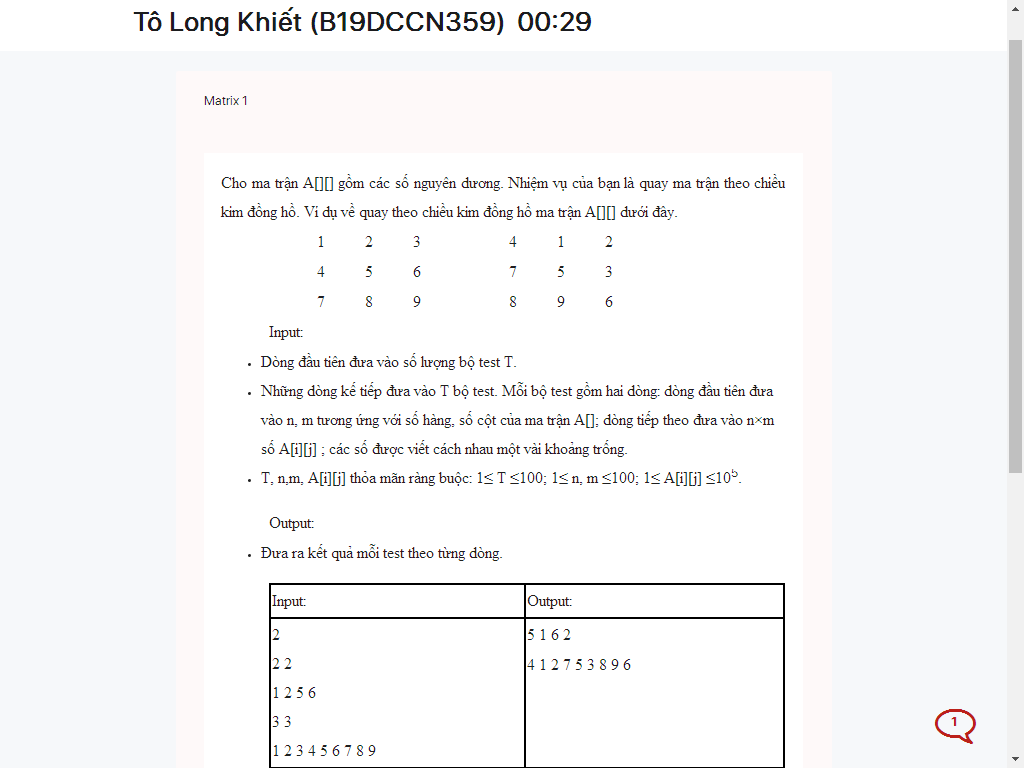 Tô Long Khiết (B19DCCN359) 00:29
Matrix 1
Cho ma trận A[][] gồm các số nguyên dương. Nhiệm vụ của bạn là quay ma trận theo chiều
kim đồng hồ. Ví dụ về quay theo chiều kim đồng hồ ma trận A[][] dưới đây.
1 2 3 4 1 2
4 5 6 7 5 3
7 8 9 8 9 6
Input:
• Dòng đầu tiên đưa vào số lượng bộ test T.
• Những dòng kế tiếp đưa vào T bộ test. Mỗi bộ test gồm hai dòng: dòng đầu tiên đưa
vào n, m tương ứng với số hàng, số cột của ma trận A[]; dòng tiếp theo đưa vào n×m
số A[i][j] ; các số được viết cách nhau một vài khoảng trống.
• T, n,m, A[i][j] thỏa mãn ràng buộc: 1≤ T ≤100; 1≤ n, m ≤100; 1≤ A[i][j] ≤10⁵.
Output:
• Đưa ra kết quả mỗi test theo từng dòng.
Input: Output:
2 5 1 6 2
2 2 4 1 2 7 5 3 8 9 6
1 2 5 6
3 3
1 2 3 4 5 6 7 8 9
1